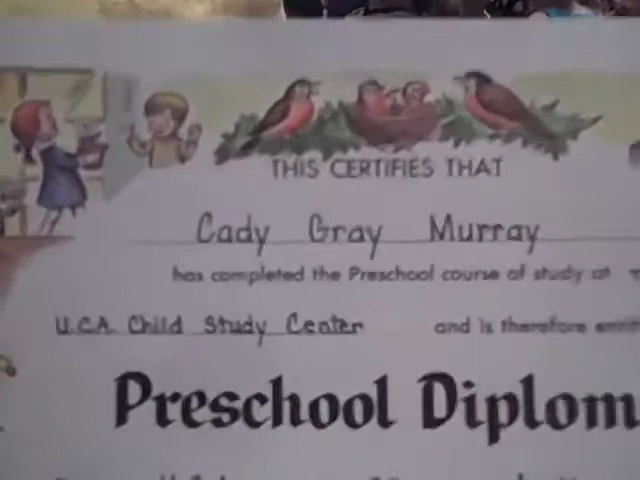 THIS CERTIFIES THAT
Cady Gray Murray
has completed the Preschool course of study at
U.C.A. Child Study Center and is therefore
Preschool Diplom